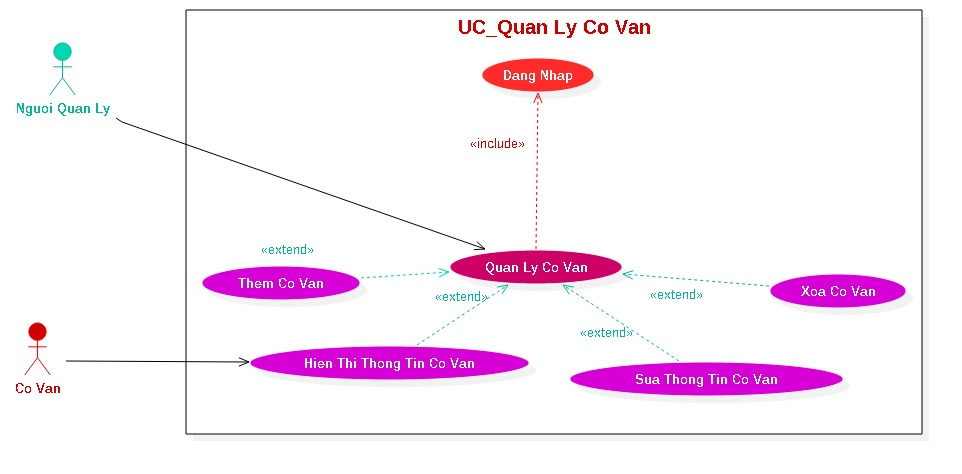 UC_Quan Ly Co Van
Dang Nhap
Nguoi Quan Ly
«include»
«extend»
Quan Ly Co Van
Them Co Van
Xoa Co Van
«extend»
«extend»
«extend»
Hien Thi Thong Tin Co Van
Sua Thong Tin Co Van
Co Van